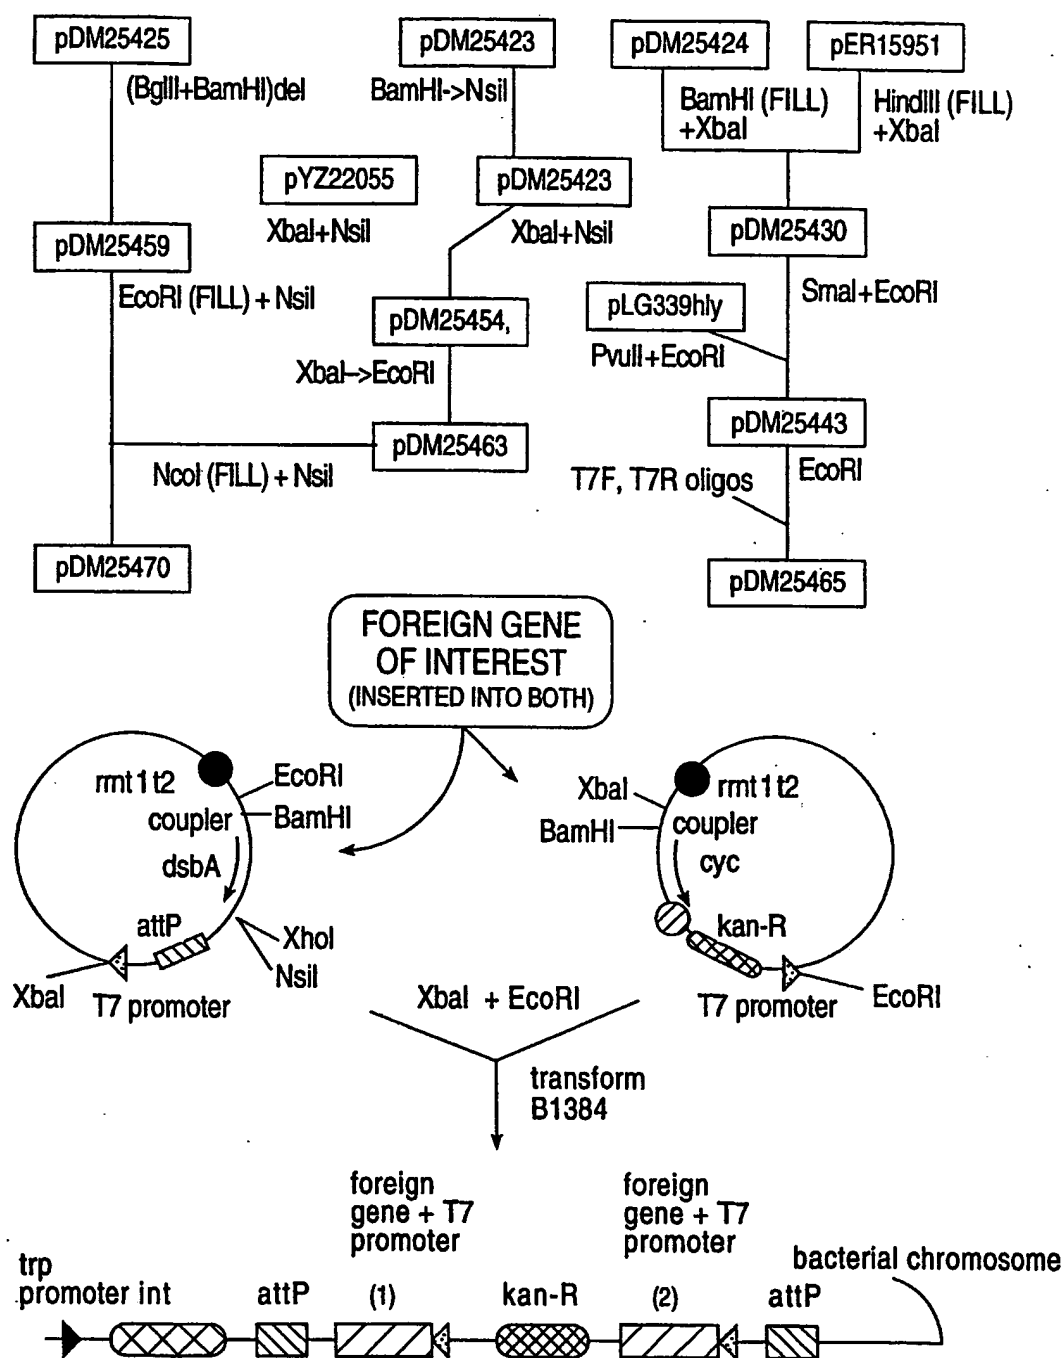 pDM25425
pDM25423
pDM25424
pER15951
(BglII+BamHI)del
BamHI->NsiI
BamHI (FILL)
+XbaI
HindIII (FILL)
+XbaI
pYZ22055
pDM25423
XbaI+NsiI
XbaI+NsiI
pDM25459
pDM25430
EcoRI (FILL) + NsiI
SmaI+EcoRI
pDM25454,
pLG339hly
PvuII+EcoRI
XbaI->EcoRI
pDM25463
pDM25443
NcoI (FILL) + NsiI
T7F, T7R oligos
EcoRI
pDM25470
pDM25465
FOREIGN GENE
OF INTEREST
(INSERTED INTO BOTH)
rrnt1t2
EcoRI
coupler
BamHI
dsbA
attP
XhoI
NsiI
XbaI
T7 promoter
XbaI
rrnt1t2
BamHI
coupler
cyc
kan-R
T7 promoter
EcoRI
XbaI + EcoRI
transform
B1384
foreign
gene + T7
promoter
foreign
gene + T7
promoter
bacterial chromosome
trp
promoter int
attP
(1)
kan-R
(2)
attP